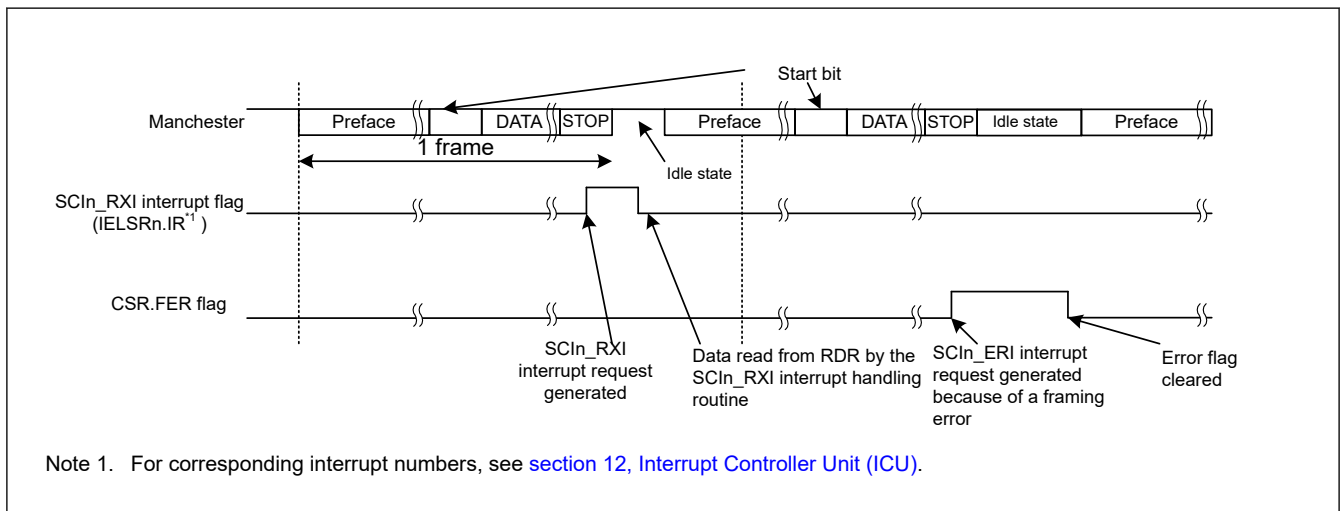 Start bit
Manchester
Preface
DATA
STOP
Preface
DATA
STOP
Idle state
Preface
1 frame
Idle state
SCIn_RXI interrupt flag
(IELSRn.IR*1 )
CSR.FER flag
SCIn_RXI
interrupt request
generated
Data read from RDR by the
SCIn_RXI interrupt handling
routine
SCIn_ERI interrupt
request generated
because of a framing
error
Error flag
cleared
Note 1. For corresponding interrupt numbers, see section 12, Interrupt Controller Unit (ICU).